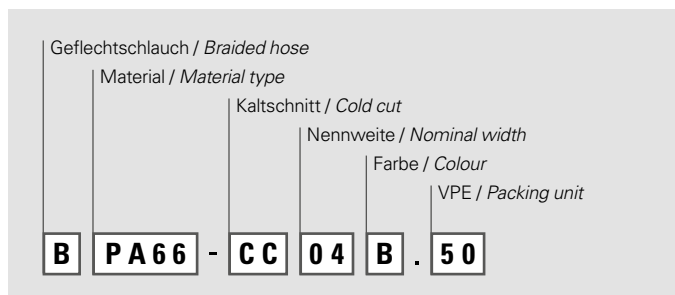 Geflechtschlauch / Braided hose
Material / Material type
Kaltschnitt / Cold cut
Nennweite / Nominal width
Farbe / Colour
VPE / Packing unit
B PA66 - CC 04 B . 50